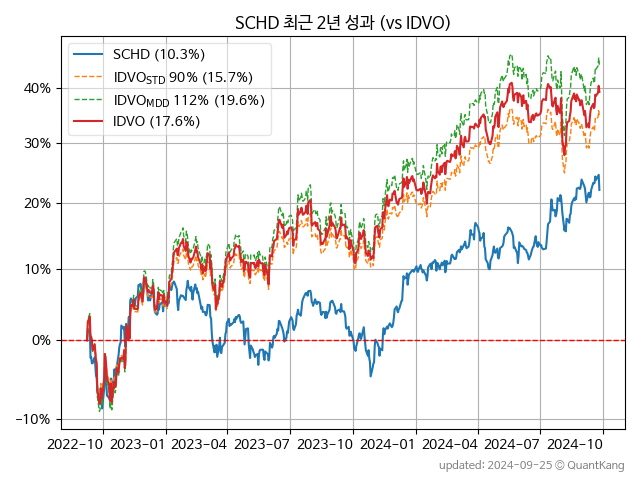 SCHD 최근 2년 성과 (vs IDVO)
SCHD (10.3%)
IDVO_STD 90% (15.7%)
IDVO_MDD 112% (19.6%)
IDVO (17.6%)
40%
30%
20%
10%
0%
−10%
2022-10 2023-01 2023-04 2023-07 2023-10 2024-01 2024-04 2024-07 2024-10
updated: 2024-09-25 ⓒ QuantKang